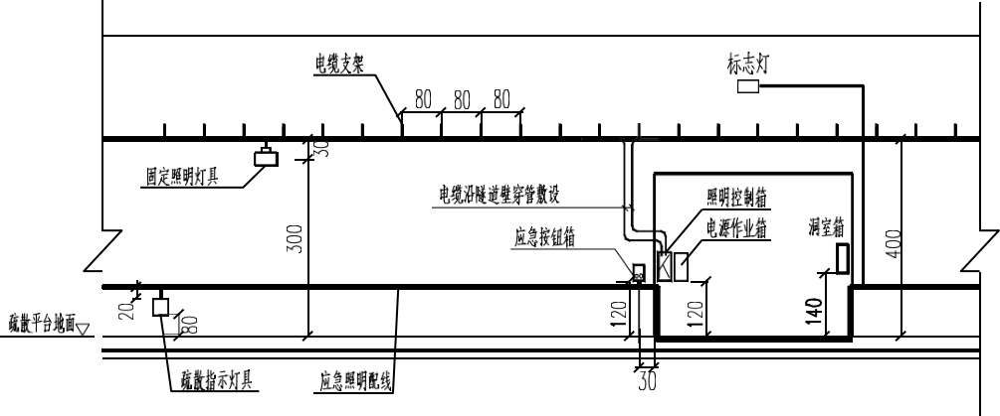 电缆支架
标志灯
80 80 80
30
固定照明灯具
300
电缆沿隧道壁穿管敷设
照明控制箱
电源作业箱
洞室箱
应急按钮箱
400
20
80
120
120
140
疏散平台地面
30
疏散指示灯具
应急照明配线